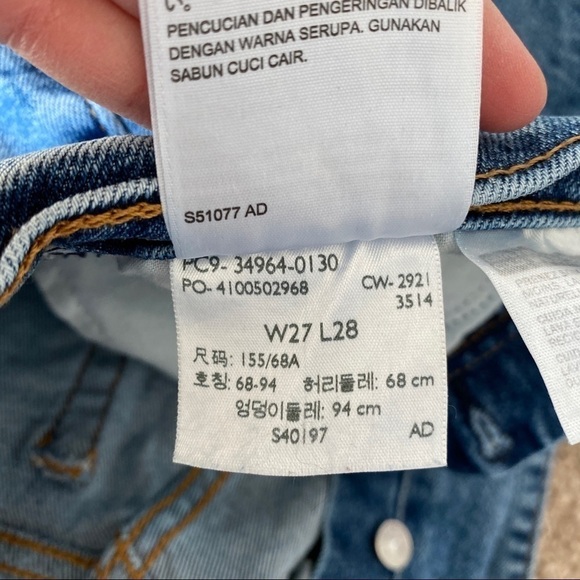 PENCUCIAN DAN PENGERINGAN DIBALIK
DENGAN WARNA SERUPA. GUNAKAN
SABUN CUCI CAIR.
S51077 AD
PC9- 34964-0130
PO- 4100502968 CW- 2921
3514
W27 L28
尺码: 155/68A
호칭: 68-94 허리둘레: 68 cm
엉덩이둘레: 94 cm
S40197 AD